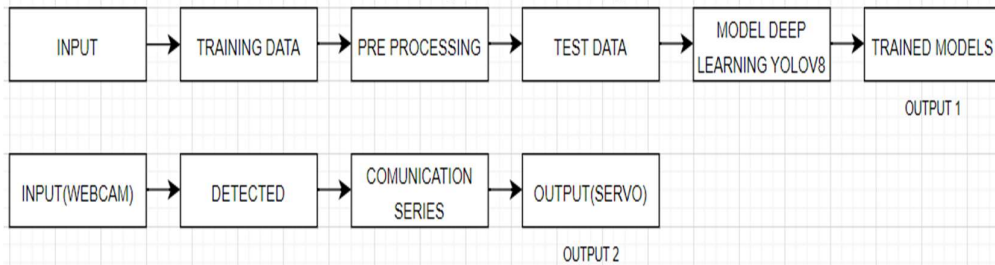 INPUT
TRAINING DATA
PRE PROCESSING
TEST DATA
MODEL DEEP
LEARNING YOLOV8
TRAINED MODELS
OUTPUT 1
INPUT(WEBCAM)
DETECTED
COMUNICATION
SERIES
OUTPUT(SERVO)
OUTPUT 2